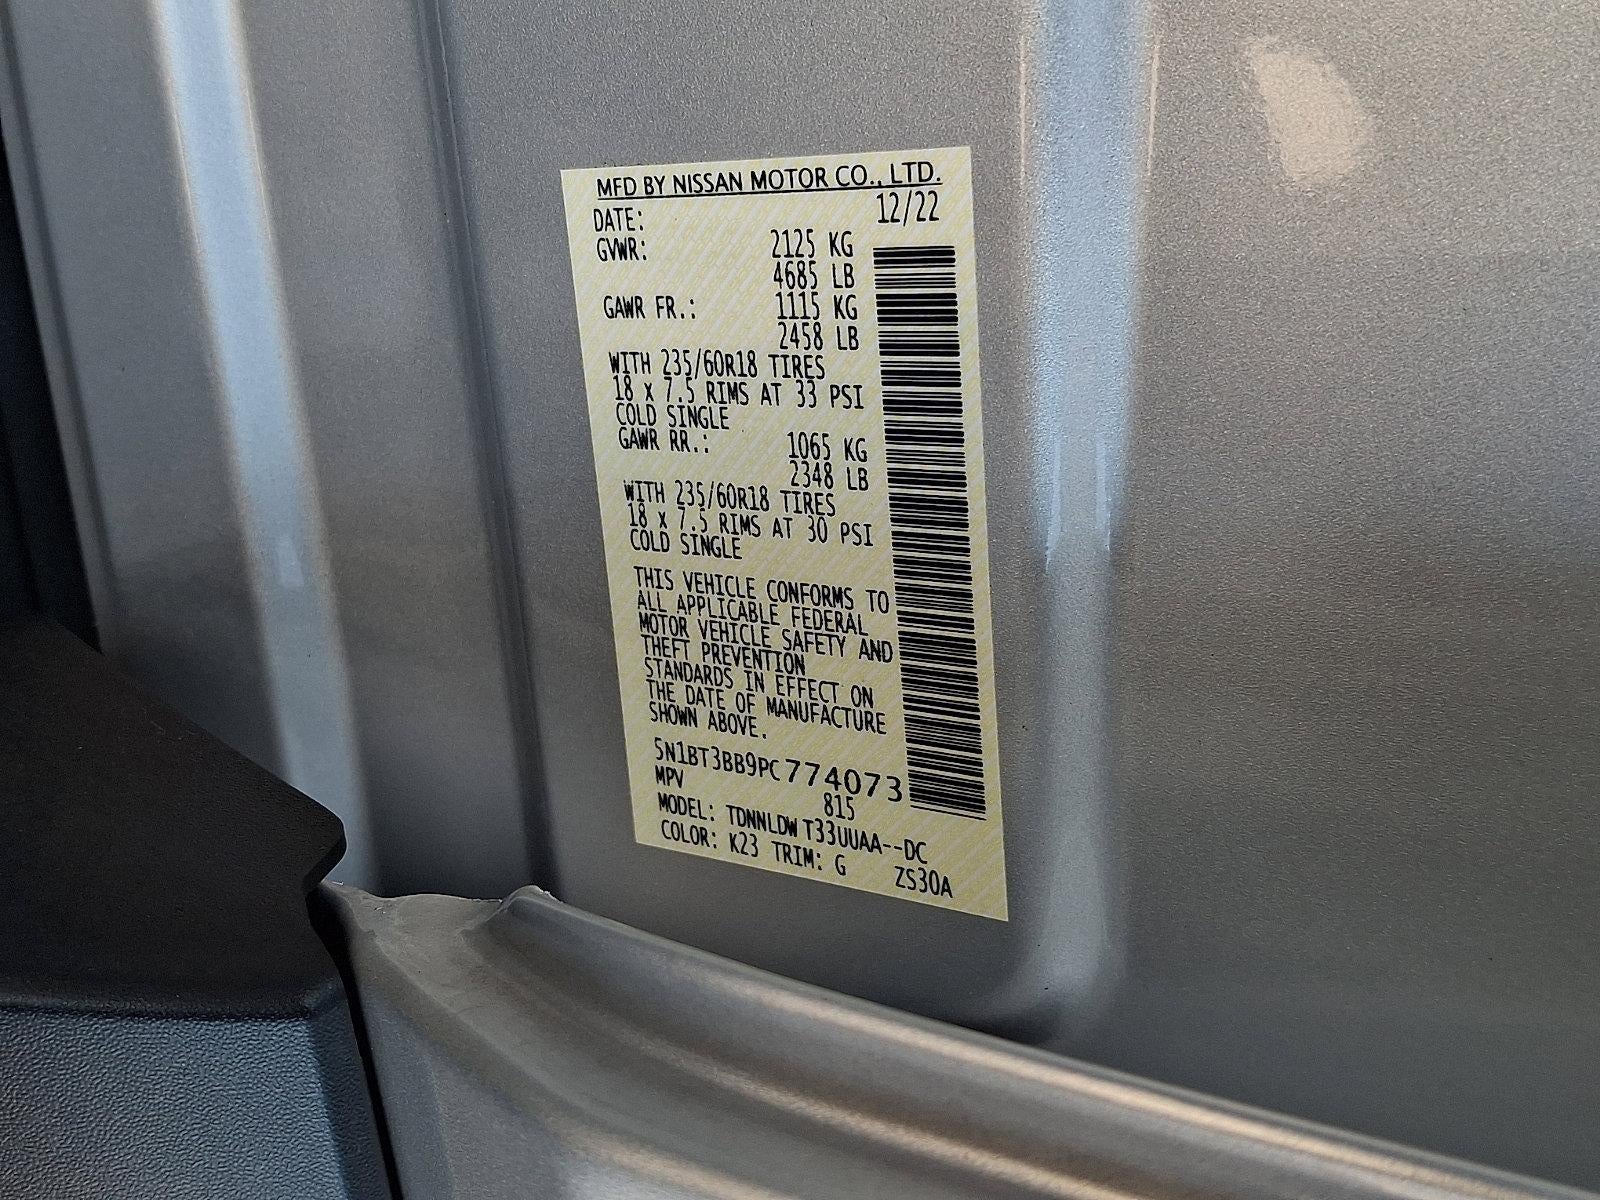 MFD BY NISSAN MOTOR CO., LTD.
DATE: 12/22
GVWR: 2125 KG
4685 LB
GAWR FR.: 1115 KG
2458 LB
WITH 235/60R18 TIRES
18 x 7.5 RIMS AT 33 PSI
COLD SINGLE
GAWR RR.: 1065 KG
2348 LB
WITH 235/60R18 TIRES
18 x 7.5 RIMS AT 30 PSI
COLD SINGLE
THIS VEHICLE CONFORMS TO
ALL APPLICABLE FEDERAL
MOTOR VEHICLE SAFETY AND
THEFT PREVENTION
STANDARDS IN EFFECT ON
THE DATE OF MANUFACTURE
SHOWN ABOVE.
5N1BT3BB9PC774073
MPV 815
MODEL: TDNNLDW T33UUAA--DC
COLOR: K23 TRIM: G ZS30A